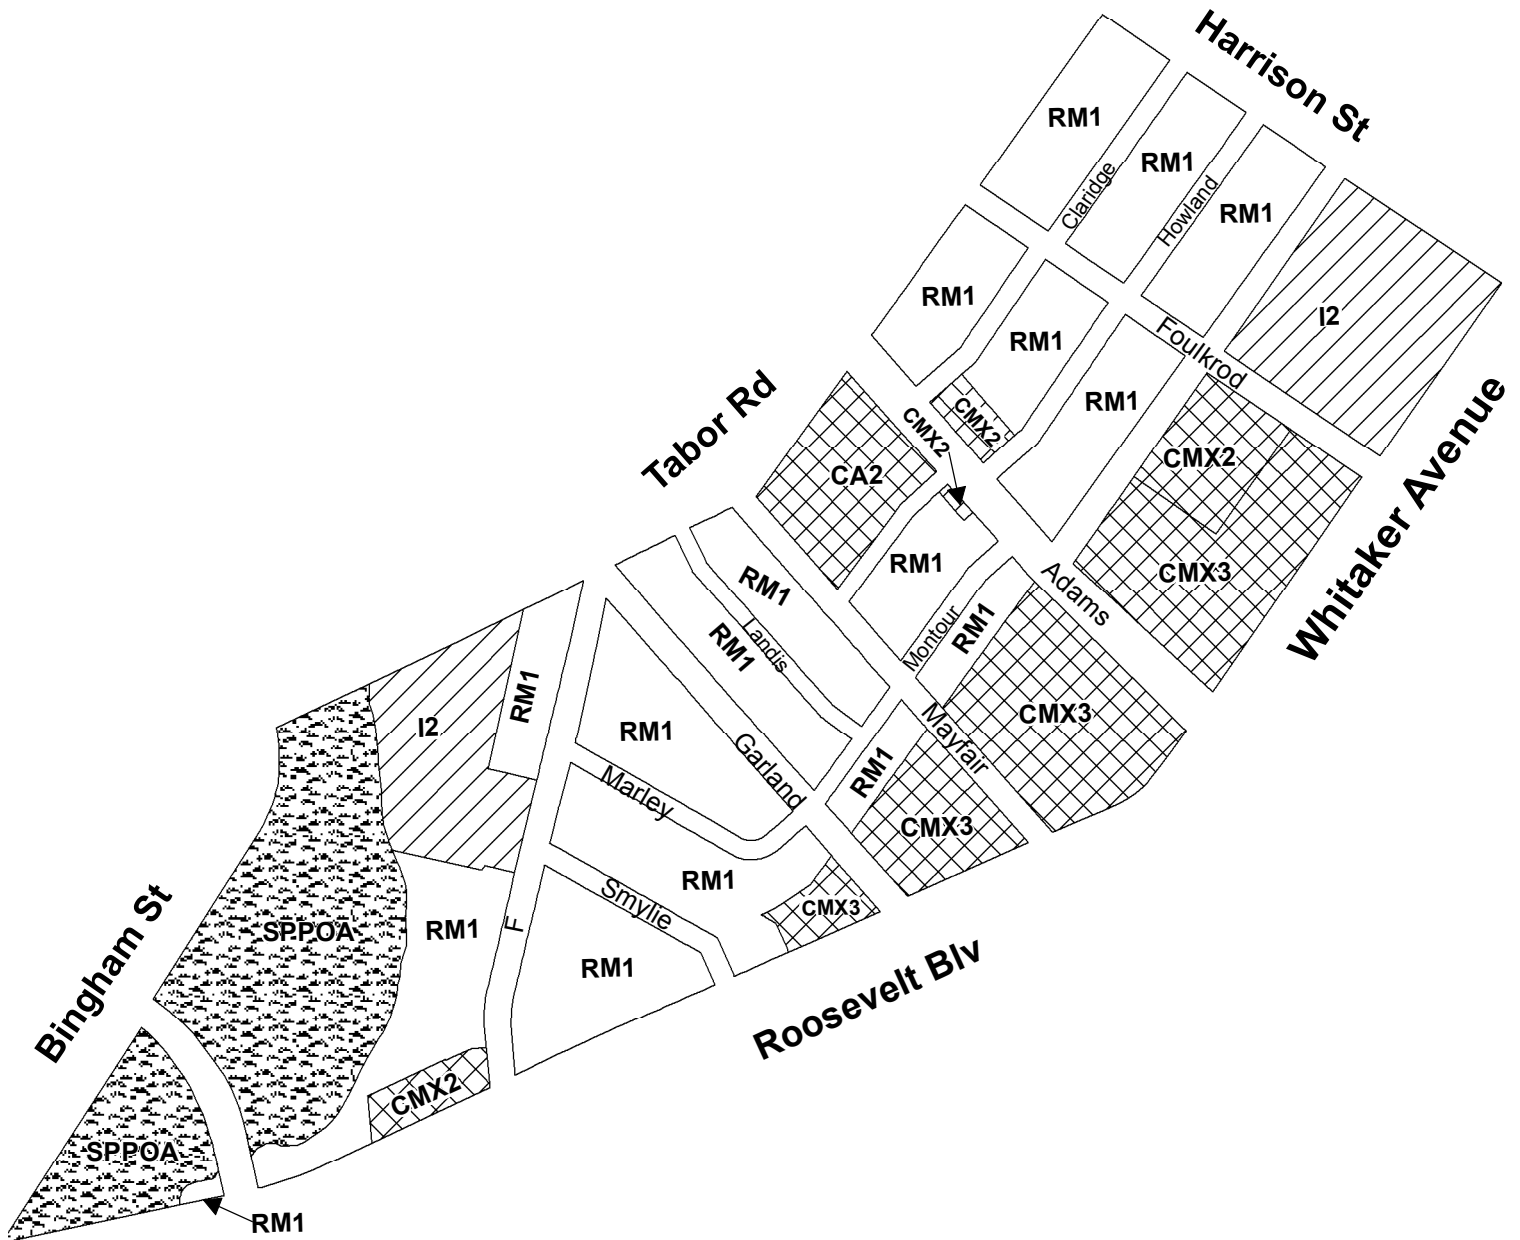 Harrison St
RM1
RM1
Claridge
Howland
RM1
RM1
I2
RM1
Foulkrod
RM1
Tabor Rd
CMX2
CMX2
CMX2
CA2
Whitaker Avenue
RM1
CMX3
Adams
RM1
Landis
RM1
Montour
RM1
RM1
I2
RM1
Garland
Mayfair
CMX3
Marley
RM1
CMX3
RM1
Smylie
CMX3
F
RM1
SPPOA
Bingham St
RM1
Roosevelt Blv
CMX2
SPPOA
RM1